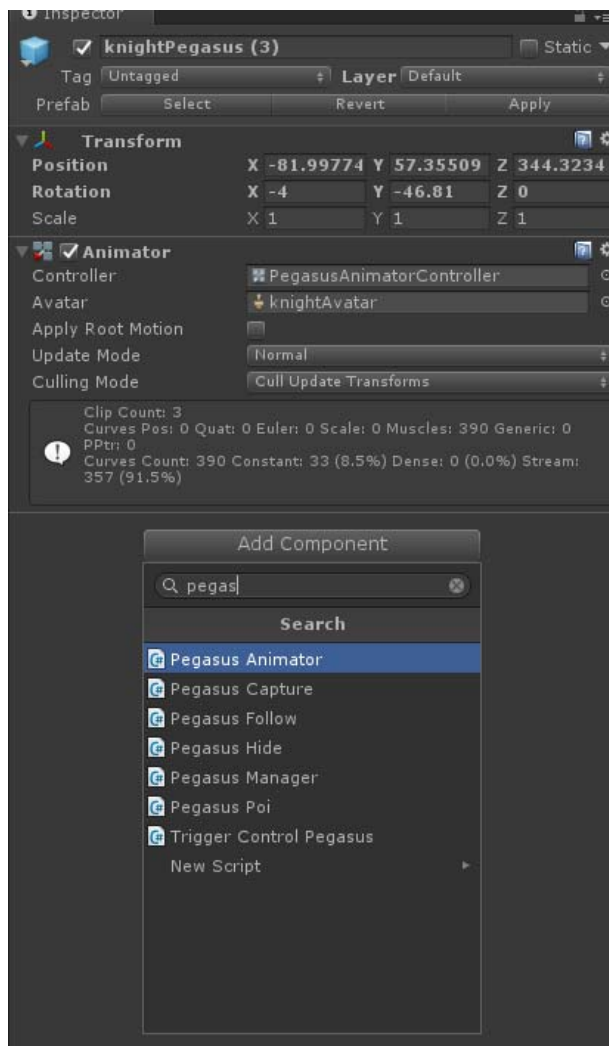 Inspector
knightPegasus (3) Static
Tag Untagged Layer Default
Prefab Select Revert Apply
Transform
Position X -81.99774 Y 57.35509 Z 344.3234
Rotation X -4 Y -46.81 Z 0
Scale X 1 Y 1 Z 1
Animator
Controller PegasusAnimatorController
Avatar knightAvatar
Apply Root Motion
Update Mode Normal
Culling Mode Cull Update Transforms
Clip Count: 3
Curves Pos: 0 Quat: 0 Euler: 0 Scale: 0 Muscles: 390 Generic: 0
PPtr: 0
Curves Count: 390 Constant: 33 (8.5%) Dense: 0 (0.0%) Stream:
357 (91.5%)
Add Component
pegas
Search
Pegasus Animator
Pegasus Capture
Pegasus Follow
Pegasus Hide
Pegasus Manager
Pegasus Poi
Trigger Control Pegasus
New Script